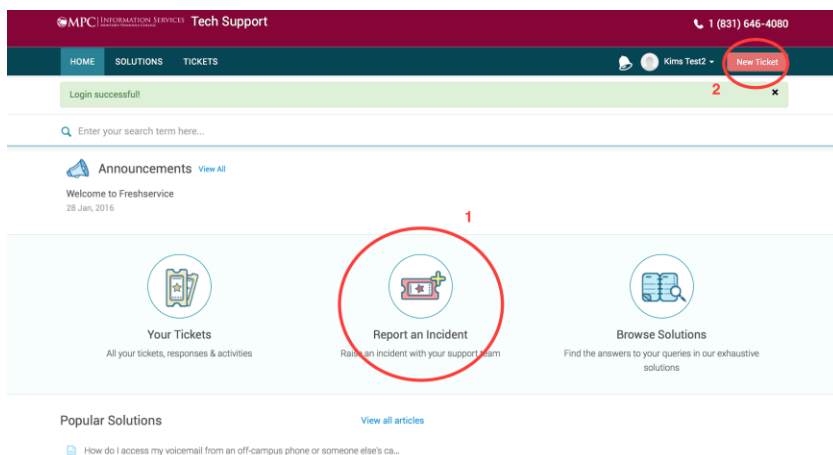 MPC INFORMATION SERVICES Tech Support
MONTEREY PENINSULA COLLEGE
1 (831) 646-4080
HOME SOLUTIONS TICKETS
Kims Test2
New Ticket
2
Login successful!
×
Enter your search term here...
Announcements View All
Welcome to Freshservice
28 Jan, 2016
1
Your Tickets
All your tickets, responses & activities
Report an Incident
Raise an incident with your support team
Browse Solutions
Find the answers to your queries in our exhaustive
solutions
Popular Solutions
View all articles
How do I access my voicemail from an off-campus phone or someone else's ca...